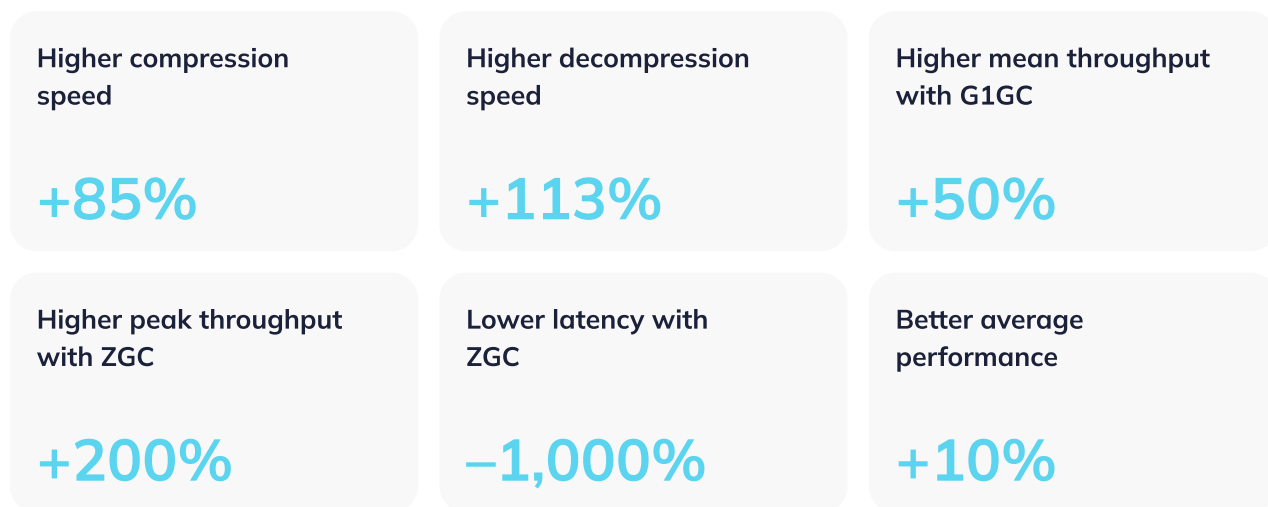 Higher compression
speed
+85%
Higher decompression
speed
+113%
Higher mean throughput
with G1GC
+50%
Higher peak throughput
with ZGC
+200%
Lower latency with
ZGC
–1,000%
Better average
performance
+10%